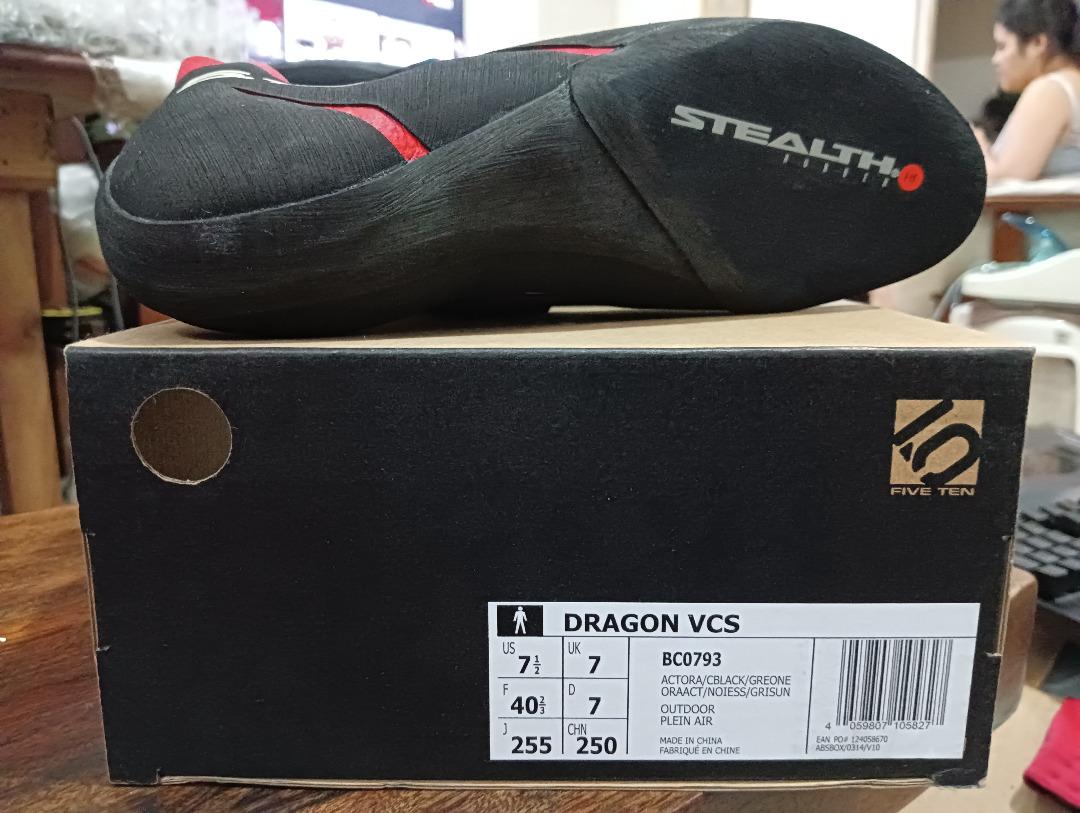 STEALTH.
RUBBER
FIVE TEN
DRAGON VCS
US 7½
UK 7
F 40⅔
D 7
J 255
CHN 250
BC0793
ACTORA/CBLACK/GREONE
ORAACT/NOIESS/GRISUN
OUTDOOR
PLEIN AIR
MADE IN CHINA
FABRIQUÉ EN CHINE
4 059807 105827
EAN PO# 124058670
ABSBOX/0314/V10